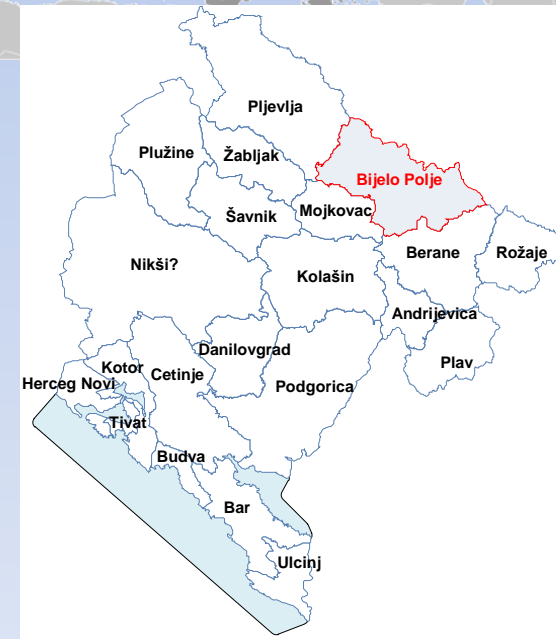 Pljevlja
Plužine
Žabljak
Bijelo Polje
Šavnik
Mojkovac
Nikši?
Kolašin
Berane
Rožaje
Andrijevica
Danilovgrad
Kotor
Cetinje
Plav
Herceg Novi
Podgorica
Tivat
Budva
Bar
Ulcinj